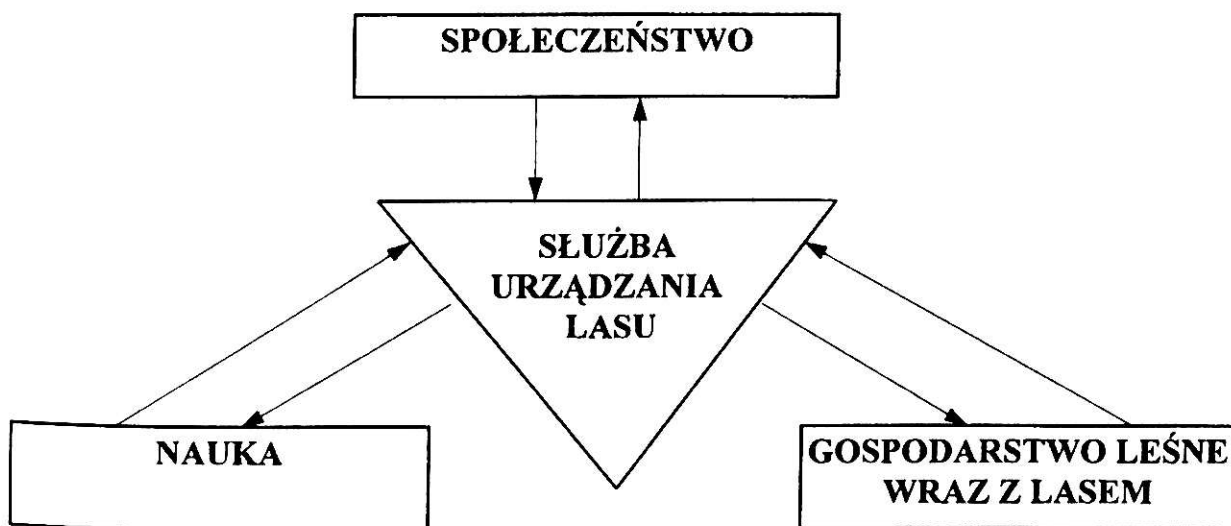 SPOŁECZEŃSTWO
SŁUŻBA
URZĄDZANIA
LASU
NAUKA
GOSPODARSTWO LEŚNE
WRAZ Z LASEM